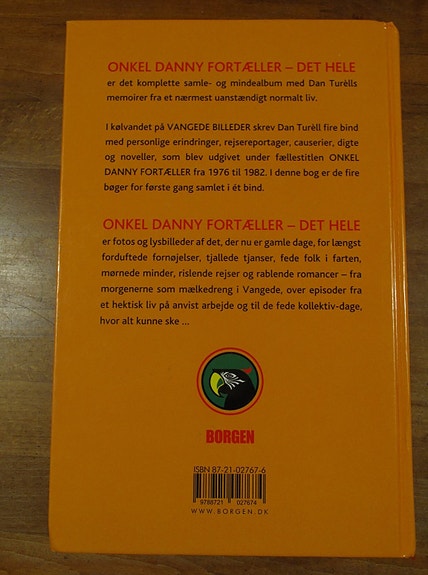 ONKEL DANNY FORTÆLLER – DET HELE
er det komplette samle- og mindealbum med Dan Turèlls
memoirer fra et nærmest uanstændigt normalt liv.
I kølvandet på VANGEDE BILLEDER skrev Dan Turèll fire bind
med personlige erindringer, rejsereportager, causerier, digte
og noveller, som blev udgivet under fællestitlen ONKEL
DANNY FORTÆLLER fra 1976 til 1982. I denne bog er de fire
bøger for første gang samlet i ét bind.
ONKEL DANNY FORTÆLLER – DET HELE
er fotos og lysbilleder af det, der nu er gamle dage, for længst
forduftede fornøjelser, tjallede tjanser, fede folk i farten,
mørnede minder, rislende rejser og rablende romancer – fra
morgenerne som mælkedreng i Vangede, over episoder fra
et hektisk liv på anvist arbejde og til de fede kollektiv-dage,
hvor alt kunne ske ...
BORGEN
ISBN 87-21-02767-6
9788721 027674
WWW.BORGEN.DK